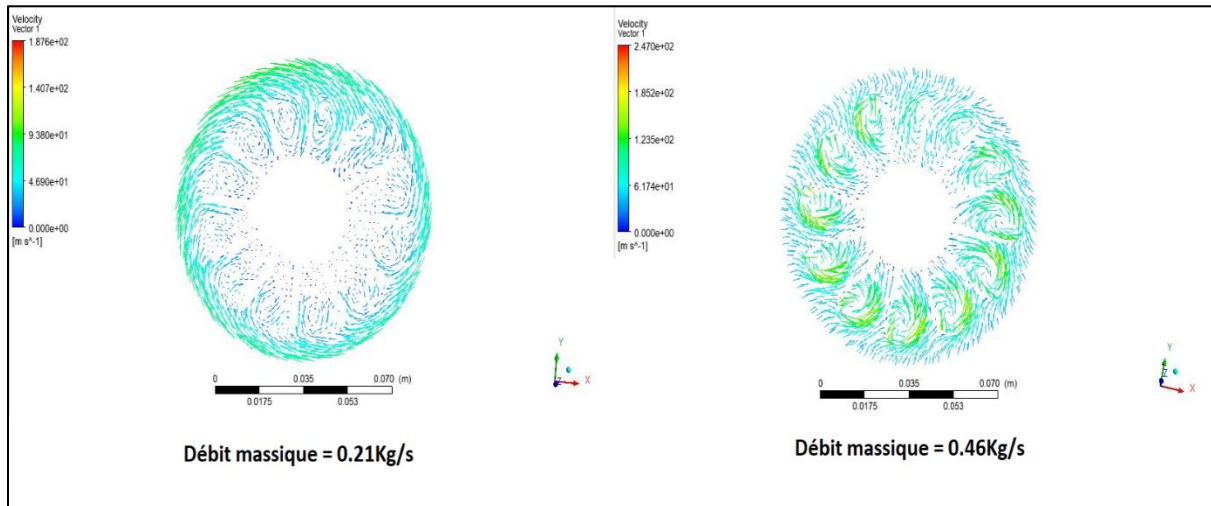 Velocity
Vector 1
1.876e+02
1.407e+02
9.380e+01
4.690e+01
0.000e+00
[m s^-1]
0 0.035 0.070 (m)
0.0175 0.053
Y
Z
X
Débit massique = 0.21Kg/s
Velocity
Vector 1
2.470e+02
1.852e+02
1.235e+02
6.174e+01
0.000e+00
[m s^-1]
0 0.035 0.070 (m)
0.0175 0.053
Y
Z
X
Débit massique = 0.46Kg/s